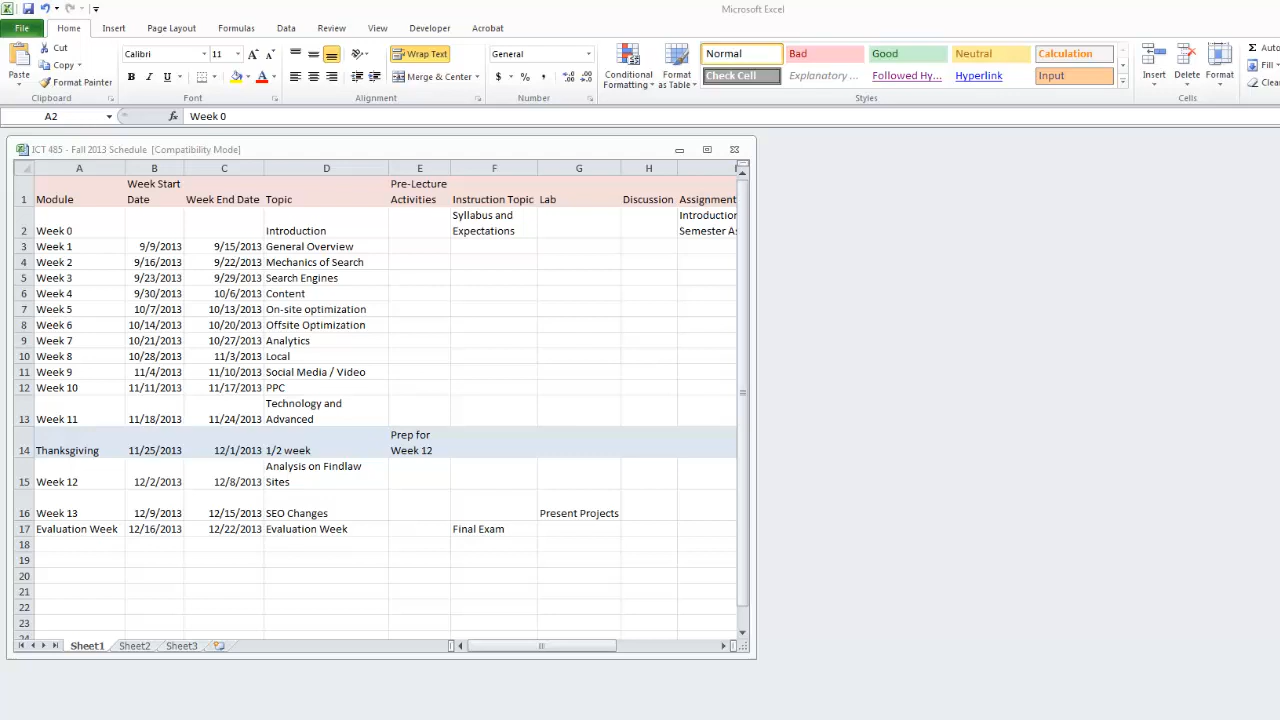 Microsoft Excel
File Home Insert Page Layout Formulas Data Review View Developer Acrobat
Cut Calibri 11 Wrap Text General Normal Bad Good Neutral Calculation
Copy
Paste Format Painter B I U Merge & Center $ % , Conditional Formatting Format as Table Check Cell Explanatory ... Followed Hy... Hyperlink Input Insert Delete Format Fill
Clipboard Font Alignment Number Styles Cells
A2 fx Week 0
ICT 485 - Fall 2013 Schedule [Compatibility Mode]
A B C D E F G H
1 Module Week Start Date Week End Date Topic Pre-Lecture Activities Instruction Topic Lab Discussion Assignment
2 Week 0 Introduction Syllabus and Expectations Introduction Semester As
3 Week 1 9/9/2013 9/15/2013 General Overview
4 Week 2 9/16/2013 9/22/2013 Mechanics of Search
5 Week 3 9/23/2013 9/29/2013 Search Engines
6 Week 4 9/30/2013 10/6/2013 Content
7 Week 5 10/7/2013 10/13/2013 On-site optimization
8 Week 6 10/14/2013 10/20/2013 Offsite Optimization
9 Week 7 10/21/2013 10/27/2013 Analytics
10 Week 8 10/28/2013 11/3/2013 Local
11 Week 9 11/4/2013 11/10/2013 Social Media / Video
12 Week 10 11/11/2013 11/17/2013 PPC
13 Week 11 11/18/2013 11/24/2013 Technology and Advanced
14 Thanksgiving 11/25/2013 12/1/2013 1/2 week Prep for Week 12
15 Week 12 12/2/2013 12/8/2013 Analysis on Findlaw Sites
16 Week 13 12/9/2013 12/15/2013 SEO Changes Present Projects
17 Evaluation Week 12/16/2013 12/22/2013 Evaluation Week Final Exam
18
19
20
21
22
23
Sheet1 Sheet2 Sheet3